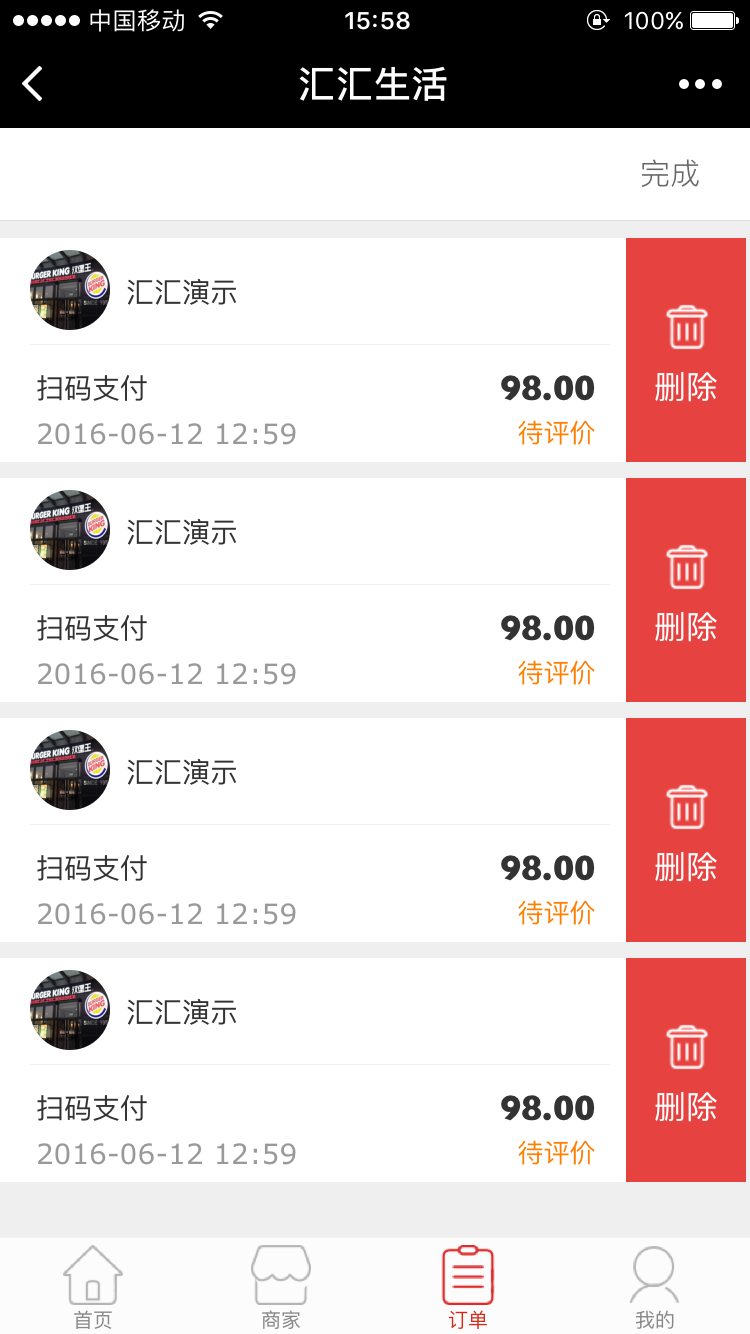 中国移动 15:58 100%
汇汇生活
完成
BURGER KING 汉堡王
汇汇演示
扫码支付 98.00
2016-06-12 12:59 待评价
删除
BURGER KING 汉堡王
汇汇演示
扫码支付 98.00
2016-06-12 12:59 待评价
删除
BURGER KING 汉堡王
汇汇演示
扫码支付 98.00
2016-06-12 12:59 待评价
删除
BURGER KING 汉堡王
汇汇演示
扫码支付 98.00
2016-06-12 12:59 待评价
删除
首页 商家 订单 我的